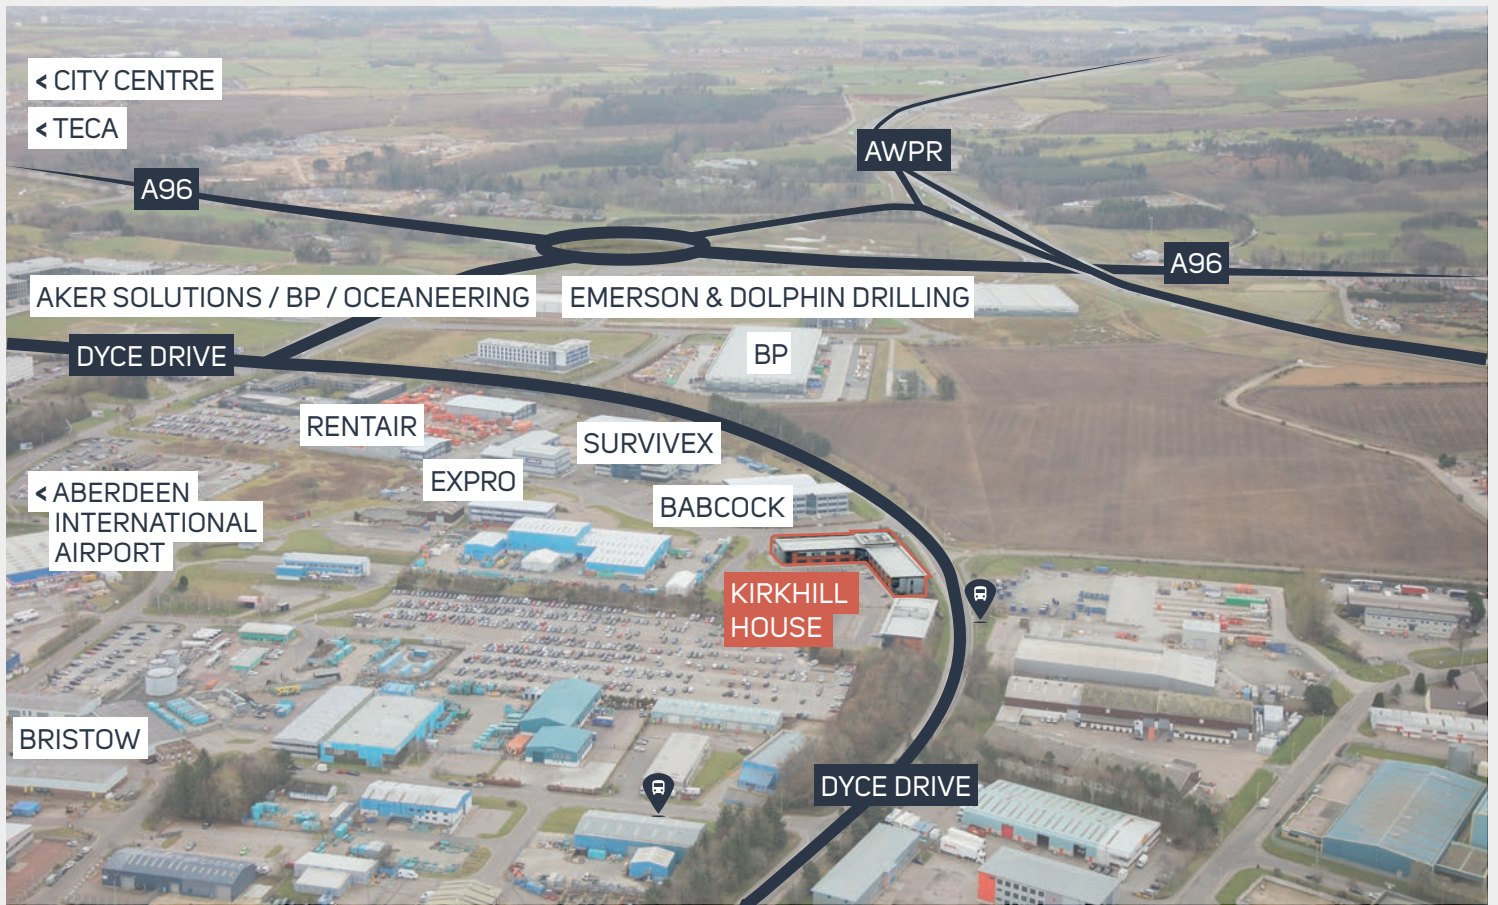 < CITY CENTRE
< TECA
AWPR
A96
A96
AKER SOLUTIONS / BP / OCEANEERING
EMERSON & DOLPHIN DRILLING
DYCE DRIVE
BP
RENTAIR
SURVIVEX
EXPRO
< ABERDEEN
INTERNATIONAL
AIRPORT
BABCOCK
KIRKHILL
HOUSE
BRISTOW
DYCE DRIVE